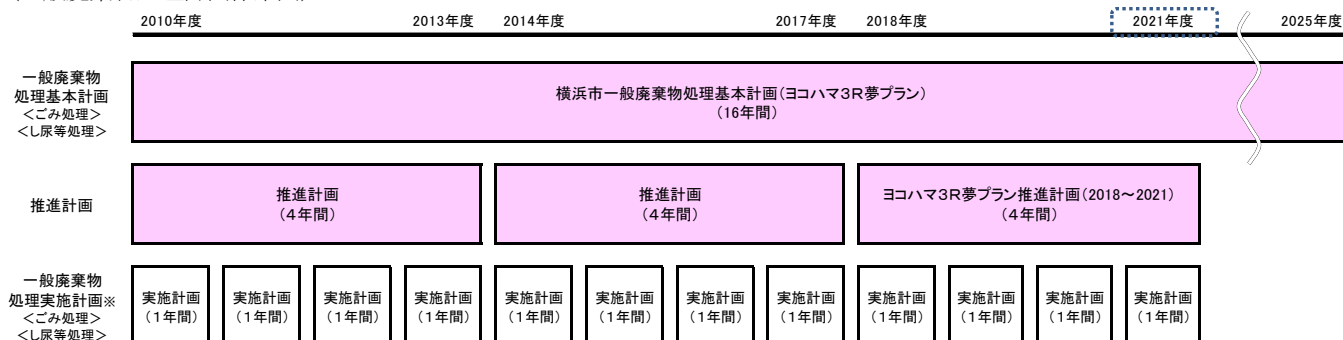 2010年度 2013年度 2014年度 2017年度 2018年度 2021年度 2025年度
一般廃棄物
処理基本計画
<ごみ処理>
<し尿等処理>
横浜市一般廃棄物処理基本計画(ヨコハマ3R夢プラン)
(16年間)
推進計画
推進計画
(4年間)
推進計画
(4年間)
ヨコハマ3R夢プラン推進計画(2018~2021)
(4年間)
一般廃棄物
処理実施計画※
<ごみ処理>
<し尿等処理>
実施計画 実施計画 実施計画 実施計画 実施計画 実施計画 実施計画 実施計画 実施計画 実施計画 実施計画 実施計画
(1年間) (1年間) (1年間) (1年間) (1年間) (1年間) (1年間) (1年間) (1年間) (1年間) (1年間) (1年間)